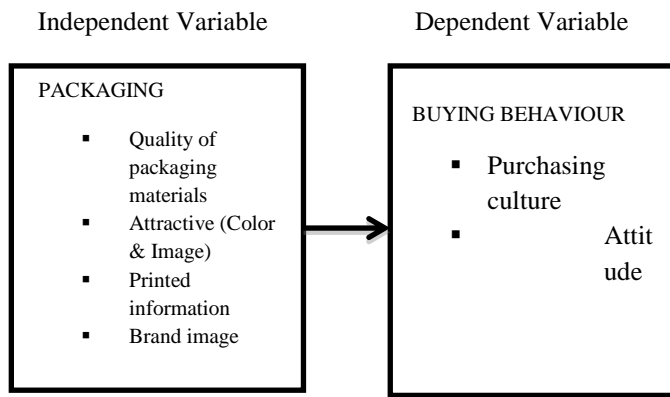 Independent Variable
Dependent Variable
PACKAGING
▪ Quality of
packaging
materials
▪ Attractive (Color
& Image)
▪ Printed
information
▪ Brand image
BUYING BEHAVIOUR
▪ Purchasing
culture
▪ Attit
ude